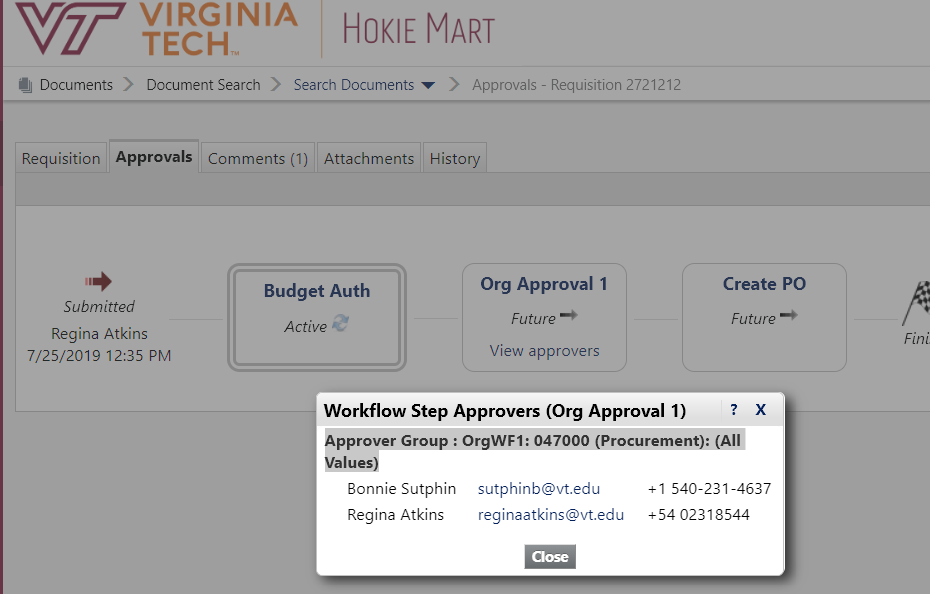 VT VIRGINIA
TECH™
HOKIE MART
Documents Document Search Search Documents Approvals - Requisition 2721212
Requisition Approvals Comments (1) Attachments History
Submitted
Regina Atkins
7/25/2019 12:35 PM
Budget Auth
Active
Org Approval 1
Future
View approvers
Create PO
Future
Workflow Step Approvers (Org Approval 1) ? X
Approver Group : OrgWF1: 047000 (Procurement): (All
Values)
Bonnie Sutphin sutphinb@vt.edu +1 540-231-4637
Regina Atkins reginaatkins@vt.edu +54 02318544
Close